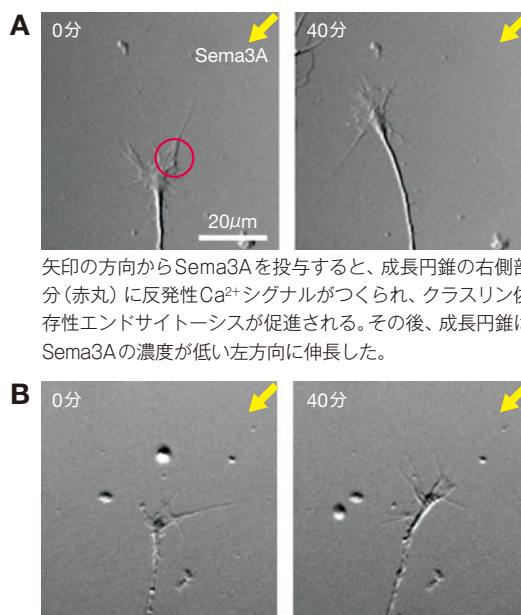 A
0分
Sema3A
20μm
40分
矢印の方向からSema3Aを投与すると、成長円錐の右側部
分（赤丸）に反発性Ca²⁺シグナルがつくられ、クラスリン依
存性エンドサイトーシスが促進される。その後、成長円錐は
Sema3Aの濃度が低い左方向に伸長した。
B
0分
40分